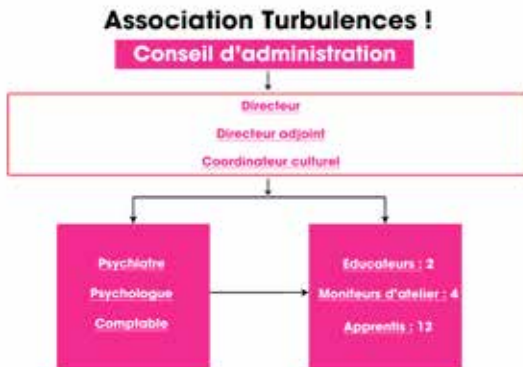 Association Turbulences !
Conseil d'administration
Directeur
Directeur adjoint
Coordinateur culturel
Psychiatre
Psychologue
Comptable
Educateurs : 2
Moniteurs d'atelier : 4
Apprentis : 12